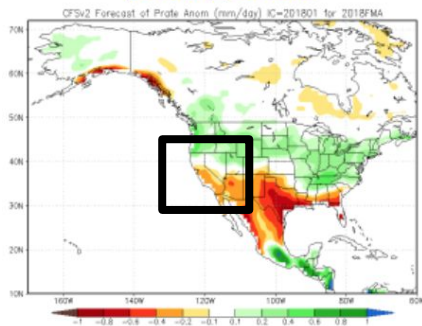 CFSv2 Forecast of Prate Anom (mm/day) IC=201801 for 2018FMA
70N
60N
50N
40N
30N
20N
10N
160W 140W 120W 100W 80W 60W
-1 -0.8 -0.6 -0.4 -0.2 -0.1 0.1 0.2 0.4 0.6 0.8